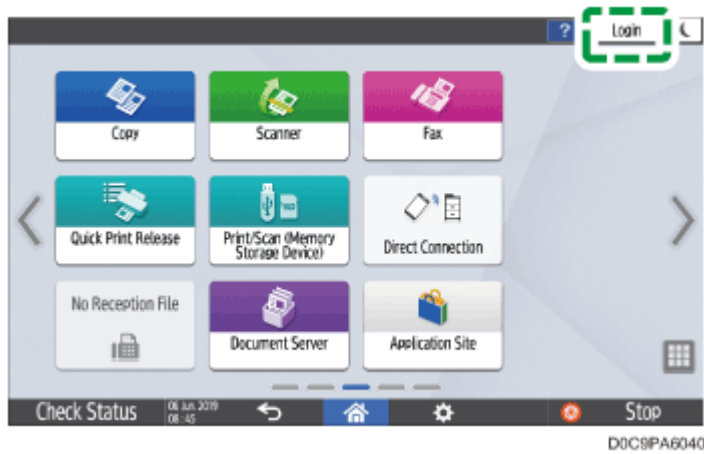 ? Login
Copy
Scanner
Fax
Quick Print Release
Print/Scan (Memory
Storage Device)
Direct Connection
No Reception File
Document Server
Application Site
Check Status
06 Jun 2019
08:45
Stop
D0C9PA6040